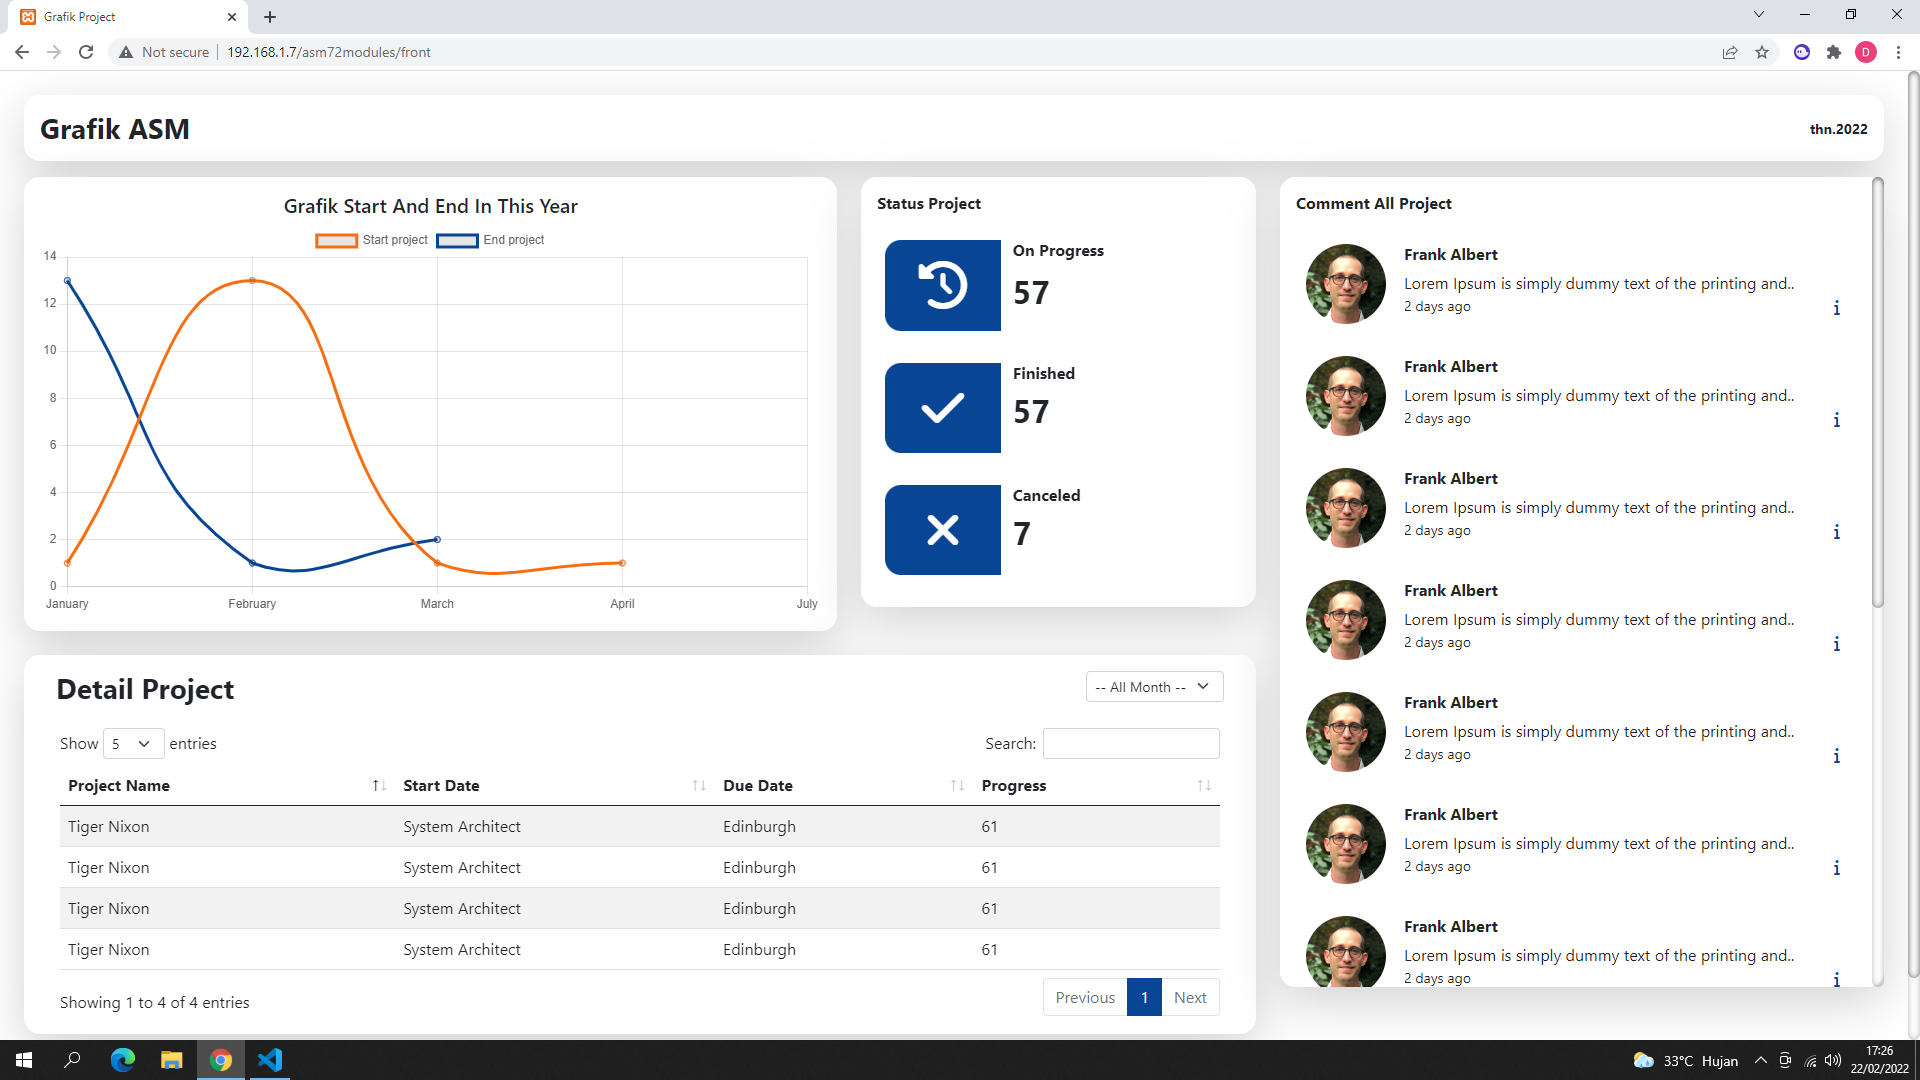 Grafik Project
Not secure
192.168.1.7/asm72modules/front
D
Grafik ASM
thn.2022
Grafik Start And End In This Year
Start project
End project
14
12
10
8
6
4
2
0
January
February
March
April
July
Status Project
On Progress
57
Finished
57
Canceled
7
Comment All Project
Frank Albert
Lorem Ipsum is simply dummy text of the printing and..
2 days ago
i
Frank Albert
Lorem Ipsum is simply dummy text of the printing and..
2 days ago
i
Frank Albert
Lorem Ipsum is simply dummy text of the printing and..
2 days ago
i
Frank Albert
Lorem Ipsum is simply dummy text of the printing and..
2 days ago
i
Frank Albert
Lorem Ipsum is simply dummy text of the printing and..
2 days ago
i
Frank Albert
Lorem Ipsum is simply dummy text of the printing and..
2 days ago
i
Frank Albert
Lorem Ipsum is simply dummy text of the printing and..
2 days ago
i
Detail Project
-- All Month --
Show 5 entries
Search:
Project Name Start Date Due Date Progress
Tiger Nixon System Architect Edinburgh 61
Tiger Nixon System Architect Edinburgh 61
Tiger Nixon System Architect Edinburgh 61
Tiger Nixon System Architect Edinburgh 61
Showing 1 to 4 of 4 entries
Previous 1 Next
33°C Hujan
17:26
22/02/2022